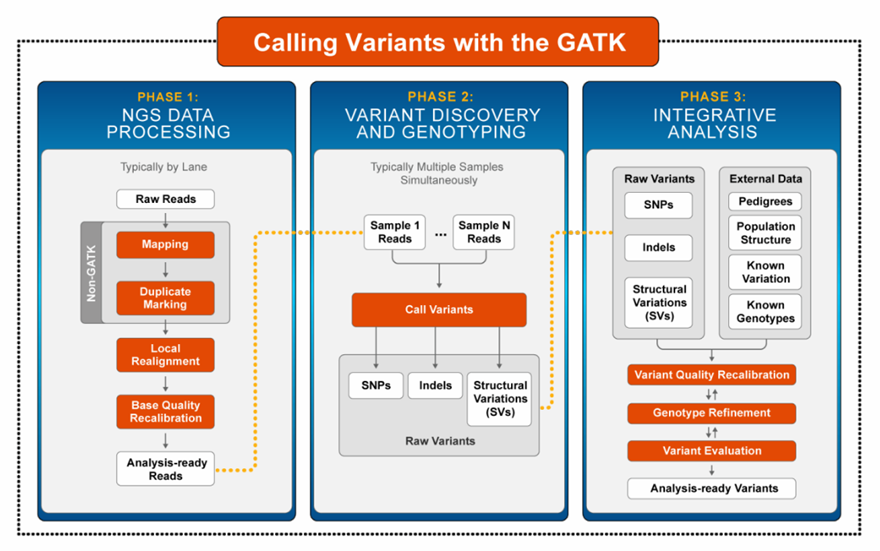 Calling Variants with the GATK
PHASE 1:
NGS DATA
PROCESSING
Typically by Lane
Raw Reads
Non-GATK
Mapping
Duplicate
Marking
Local
Realignment
Base Quality
Recalibration
Analysis-ready
Reads
PHASE 2:
VARIANT DISCOVERY
AND GENOTYPING
Typically Multiple Samples
Simultaneously
Sample 1
Reads
...
Sample N
Reads
Call Variants
SNPs
Indels
Structural
Variations
(SVs)
Raw Variants
PHASE 3:
INTEGRATIVE
ANALYSIS
Raw Variants
SNPs
Indels
Structural
Variations
(SVs)
External Data
Pedigrees
Population
Structure
Known
Variation
Known
Genotypes
Variant Quality Recalibration
Genotype Refinement
Variant Evaluation
Analysis-ready Variants